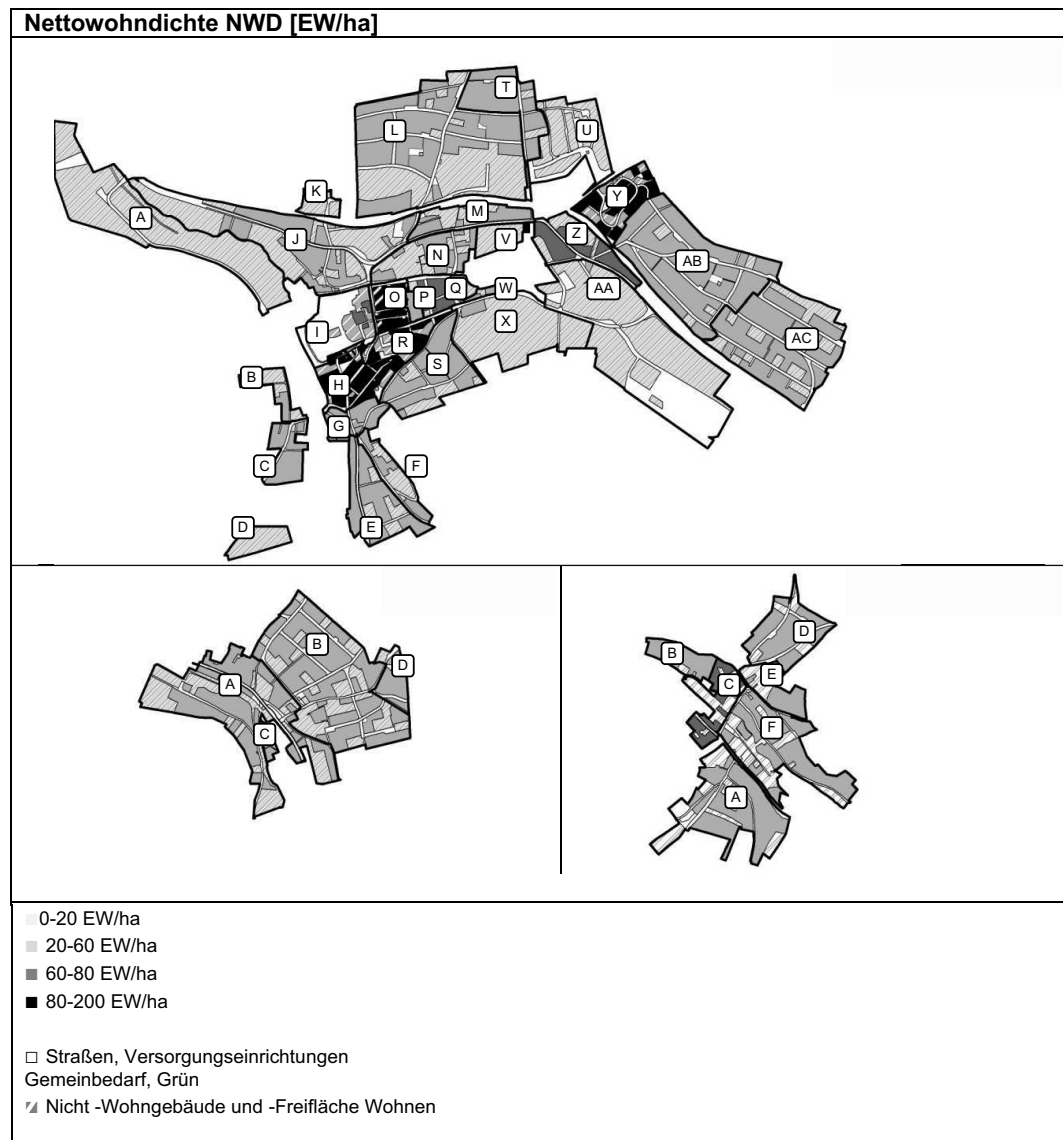 Nettowohndichte NWD [EW/ha]
T
L
U
K
Y
A
M
J
V
Z
N
AB
O
P
Q
W
AA
I
X
R
AC
S
B
H
G
C
F
D
E
B
D
A
C
D
B
E
C
F
A
0-20 EW/ha
20-60 EW/ha
60-80 EW/ha
80-200 EW/ha
Straßen, Versorgungseinrichtungen
Gemeinbedarf, Grün
Nicht -Wohngebäude und -Freifläche Wohnen